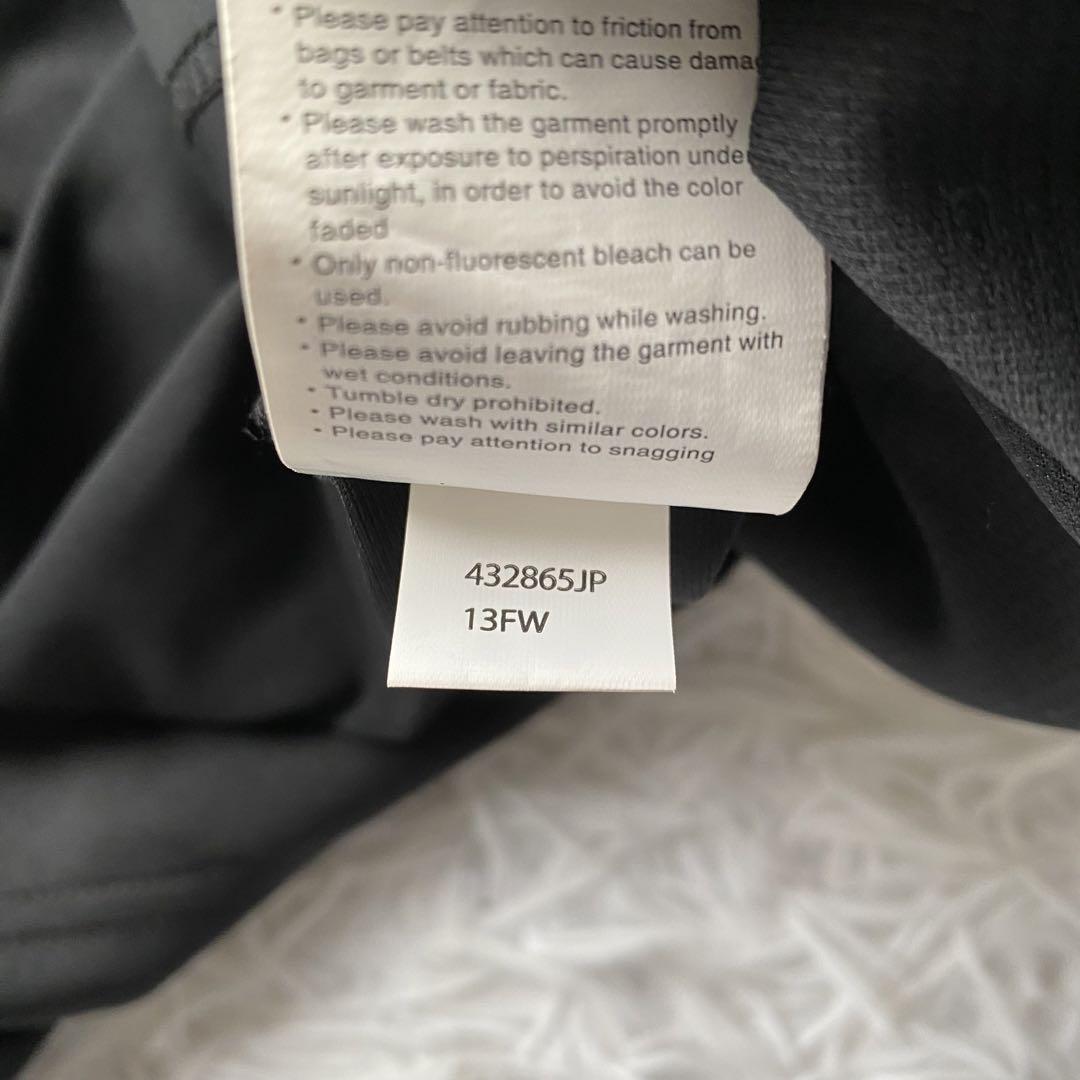 * Please pay attention to friction from
bags or belts which can cause damag
to garment or fabric.
* Please wash the garment promptly
after exposure to perspiration under
sunlight, in order to avoid the color
faded
* Only non-fluorescent bleach can be
used.
* Please avoid rubbing while washing.
* Please avoid leaving the garment with
wet conditions.
* Tumble dry prohibited.
* Please wash with similar colors.
* Please pay attention to snagging
432865JP
13FW